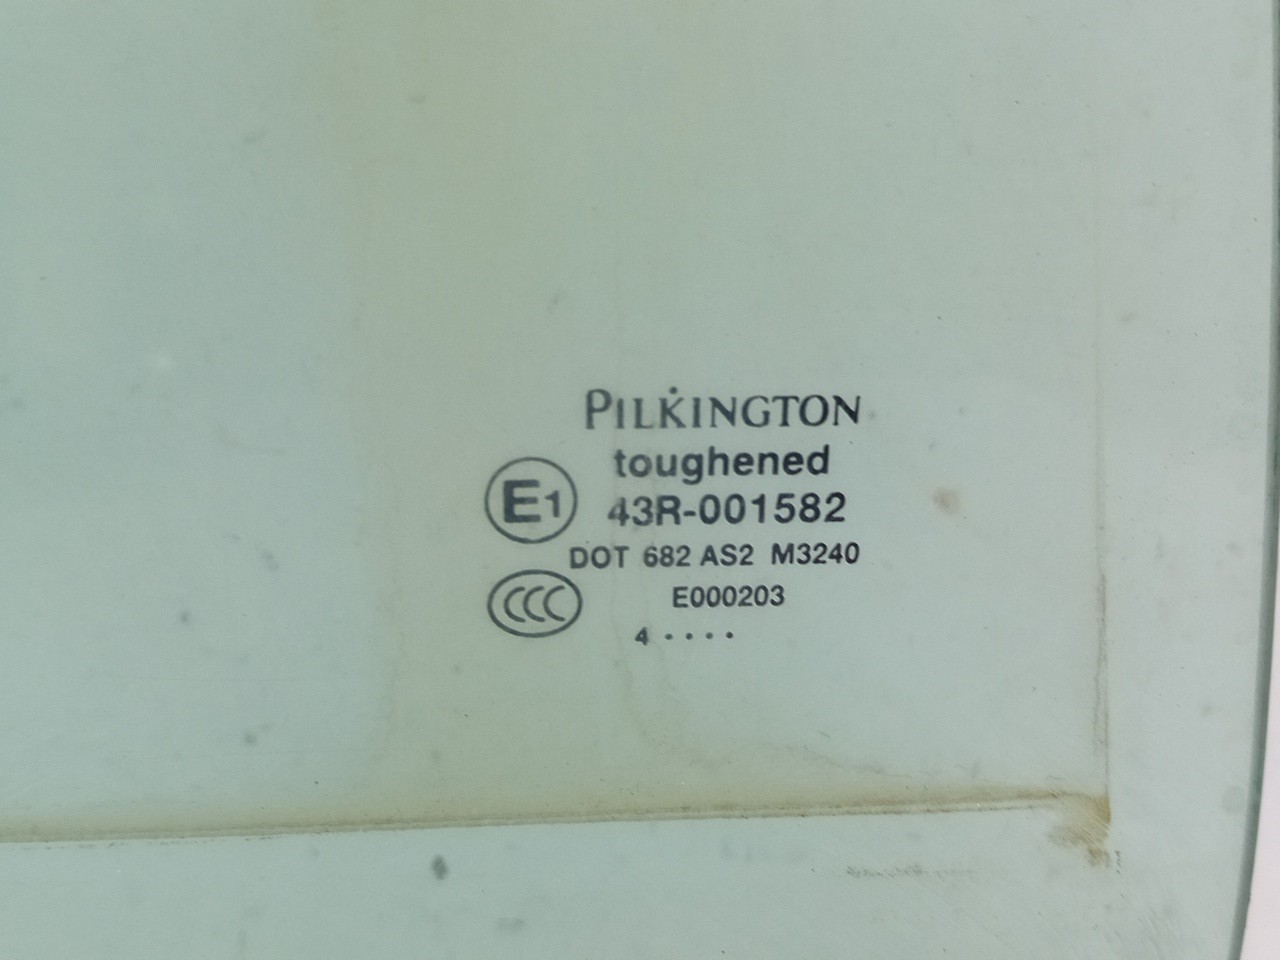 PILKINGTON
toughened
E1 43R-001582
DOT 682 AS2 M3240
CCC E000203
4 ....